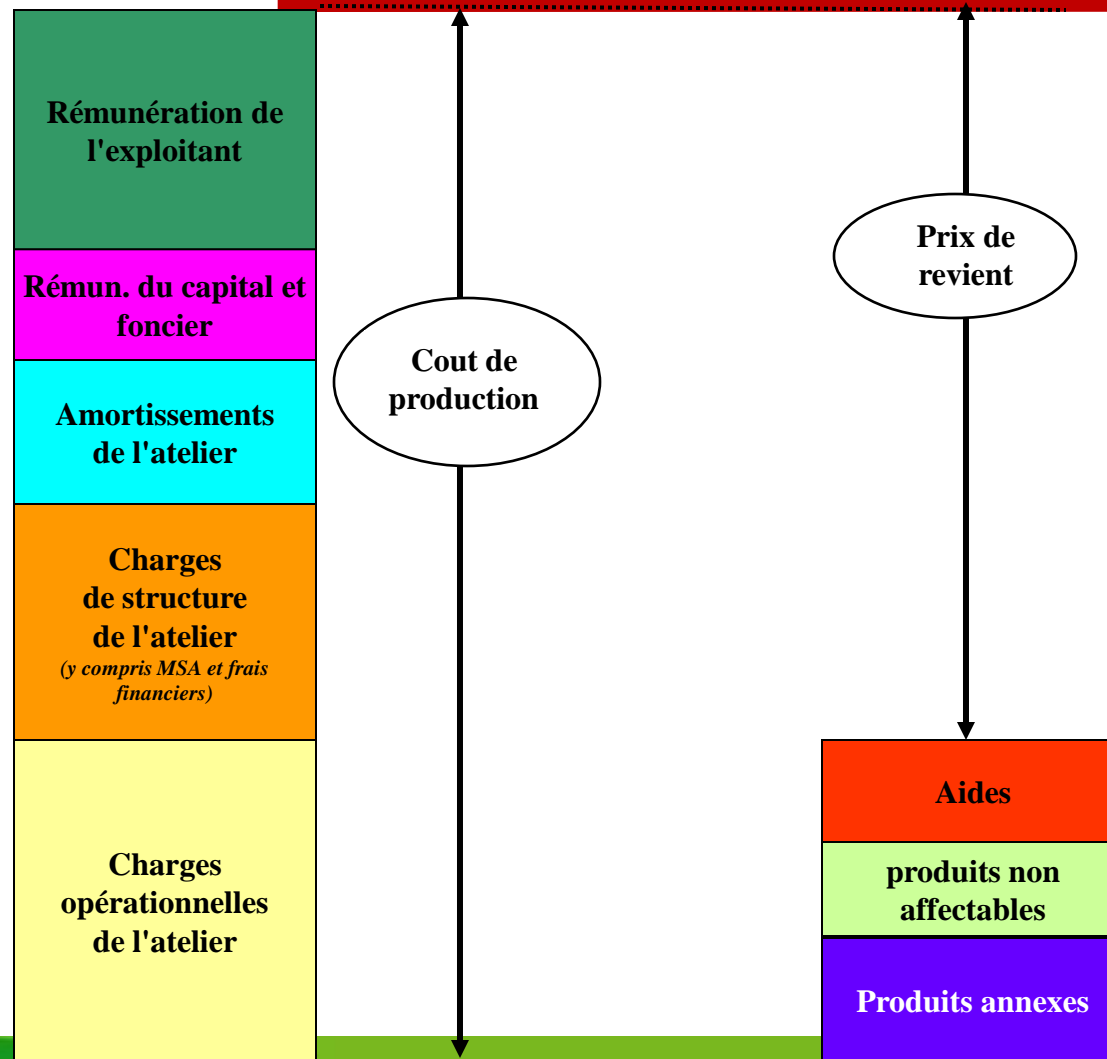 Rémunération de
l'exploitant
Rémun. du capital et
foncier
Amortissements
de l'atelier
Charges
de structure
de l'atelier
(y compris MSA et frais
financiers)
Charges
opérationnelles
de l'atelier
Cout de
production
Prix de
revient
Aides
produits non
affectables
Produits annexes